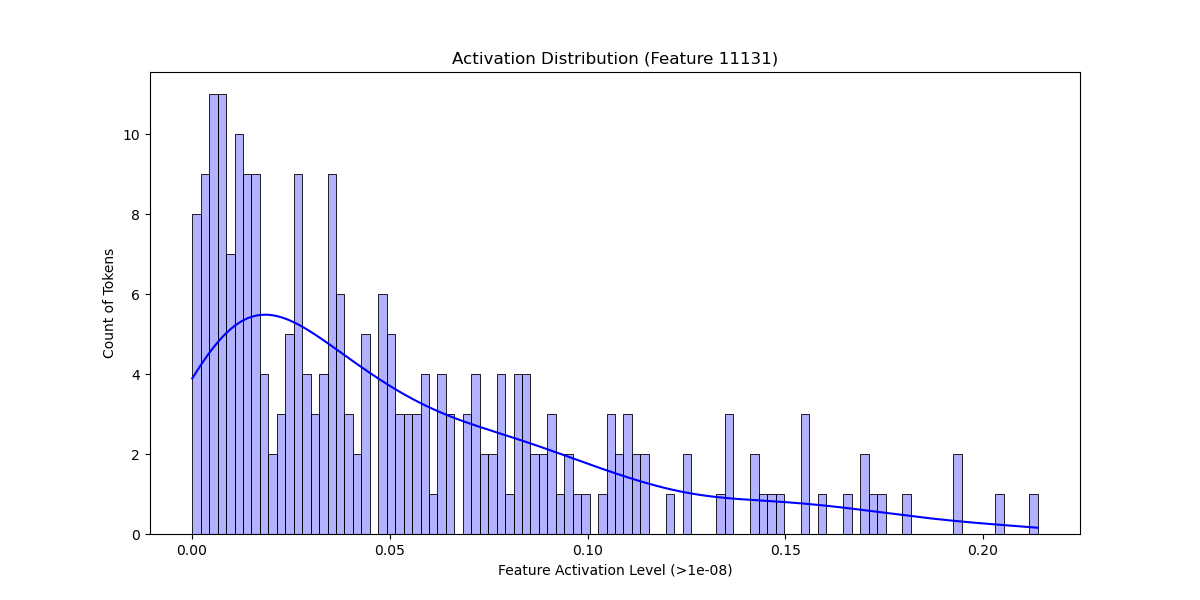 Activation Distribution (Feature 11131)
10
8
6
4
2
0
Count of Tokens
0.00 0.05 0.10 0.15 0.20
Feature Activation Level (>1e-08)